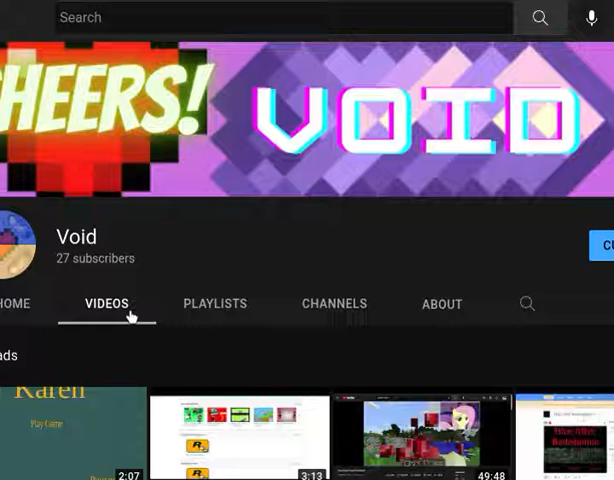 Search
HEERS!
VOID
Void
27 subscribers
CU
HOME
VIDEOS
PLAYLISTS
CHANNELS
ABOUT
ads
Karen
Play Game
2:07
3:13
49:48